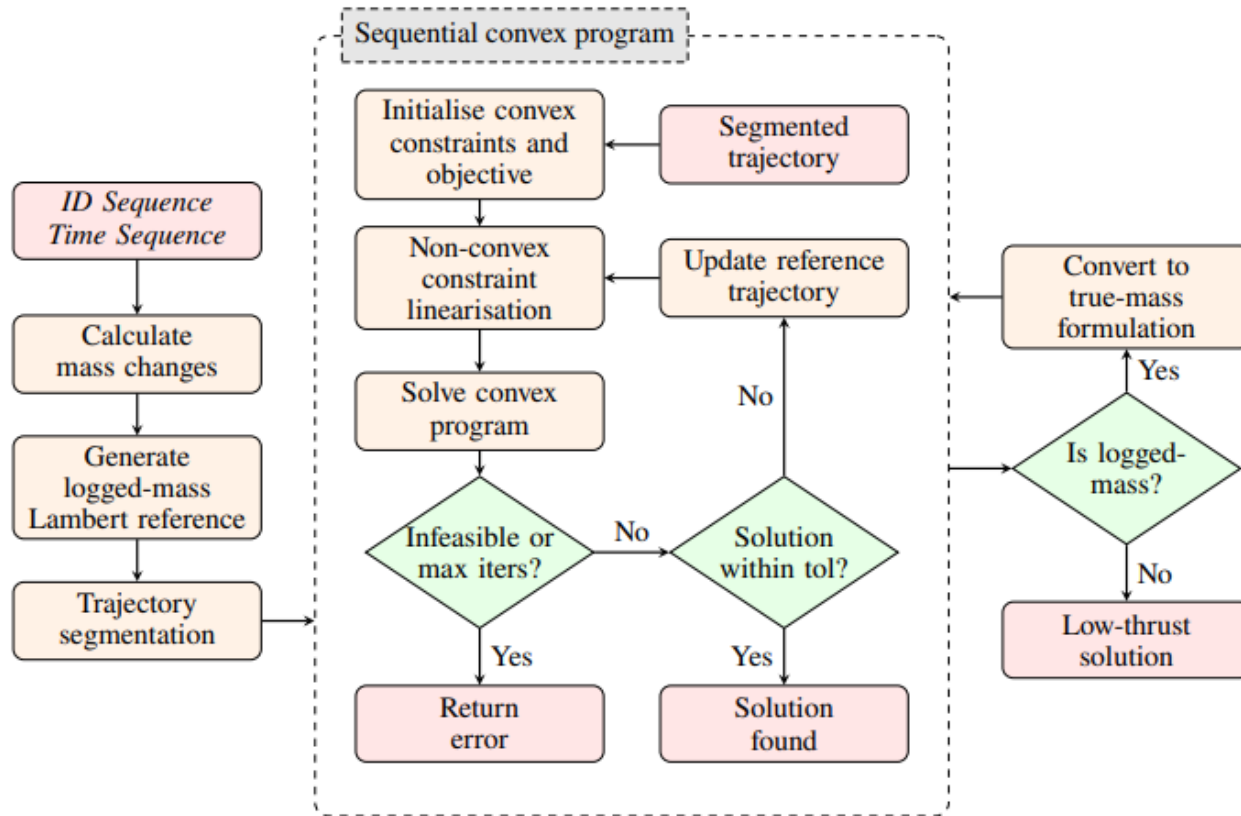 Sequential convex program
ID Sequence
Time Sequence
Calculate
mass changes
Generate
logged-mass
Lambert reference
Trajectory
segmentation
Initialise convex
constraints and
objective
Segmented
trajectory
Non-convex
constraint
linearisation
Update reference
trajectory
Solve convex
program
No
Infeasible or
max iters?
No
Solution
within tol?
Yes
Yes
Return
error
Solution
found
Convert to
true-mass
formulation
Yes
Is logged-
mass?
No
Low-thrust
solution